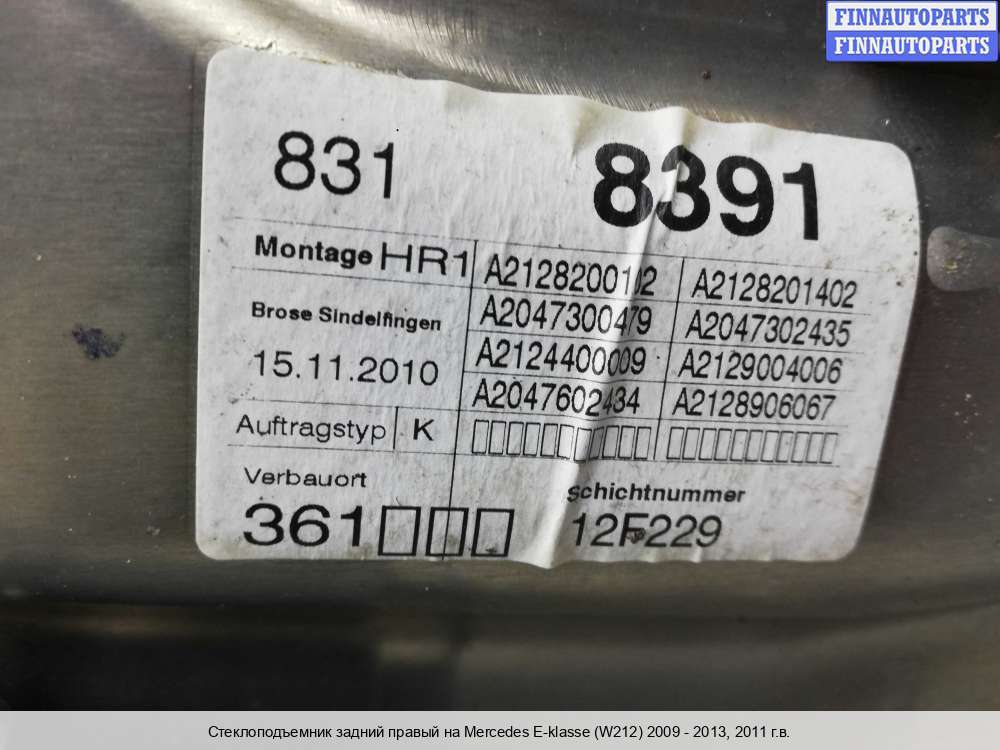 FINNAUTOPARTS
FINNAUTOPARTS
831 8391
Montage HR1 A2128200102 A2128201402
Brose Sindelfingen A2047300479 A2047302435
15.11.2010 A2124400009 A2129004006
A2047602434 A2128906067
Auftragstyp K
Verbauort schichtnummer
361 12F229
Стеклоподъемник задний правый на Mercedes E-klasse (W212) 2009 - 2013, 2011 г.в.